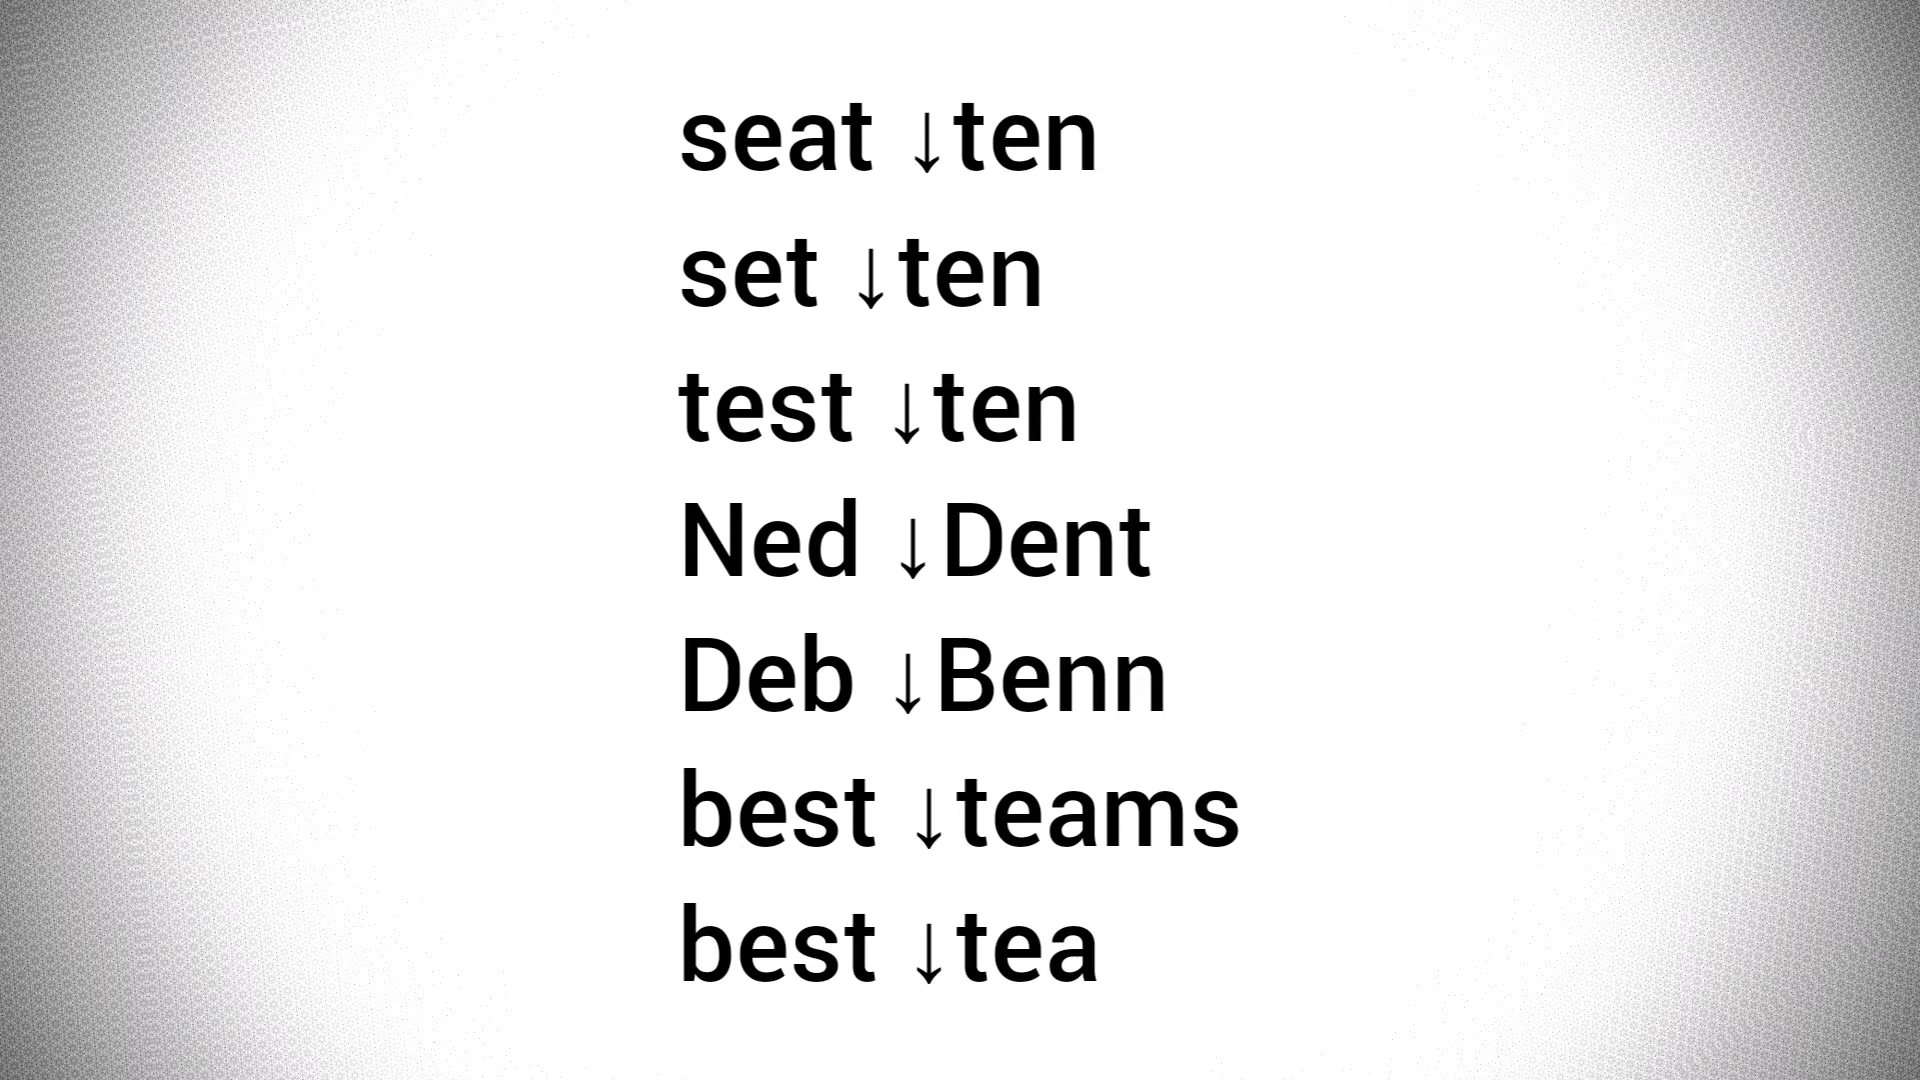 seat ↓ten
set ↓ten
test ↓ten
Ned ↓Dent
Deb ↓Benn
best ↓teams
best ↓tea